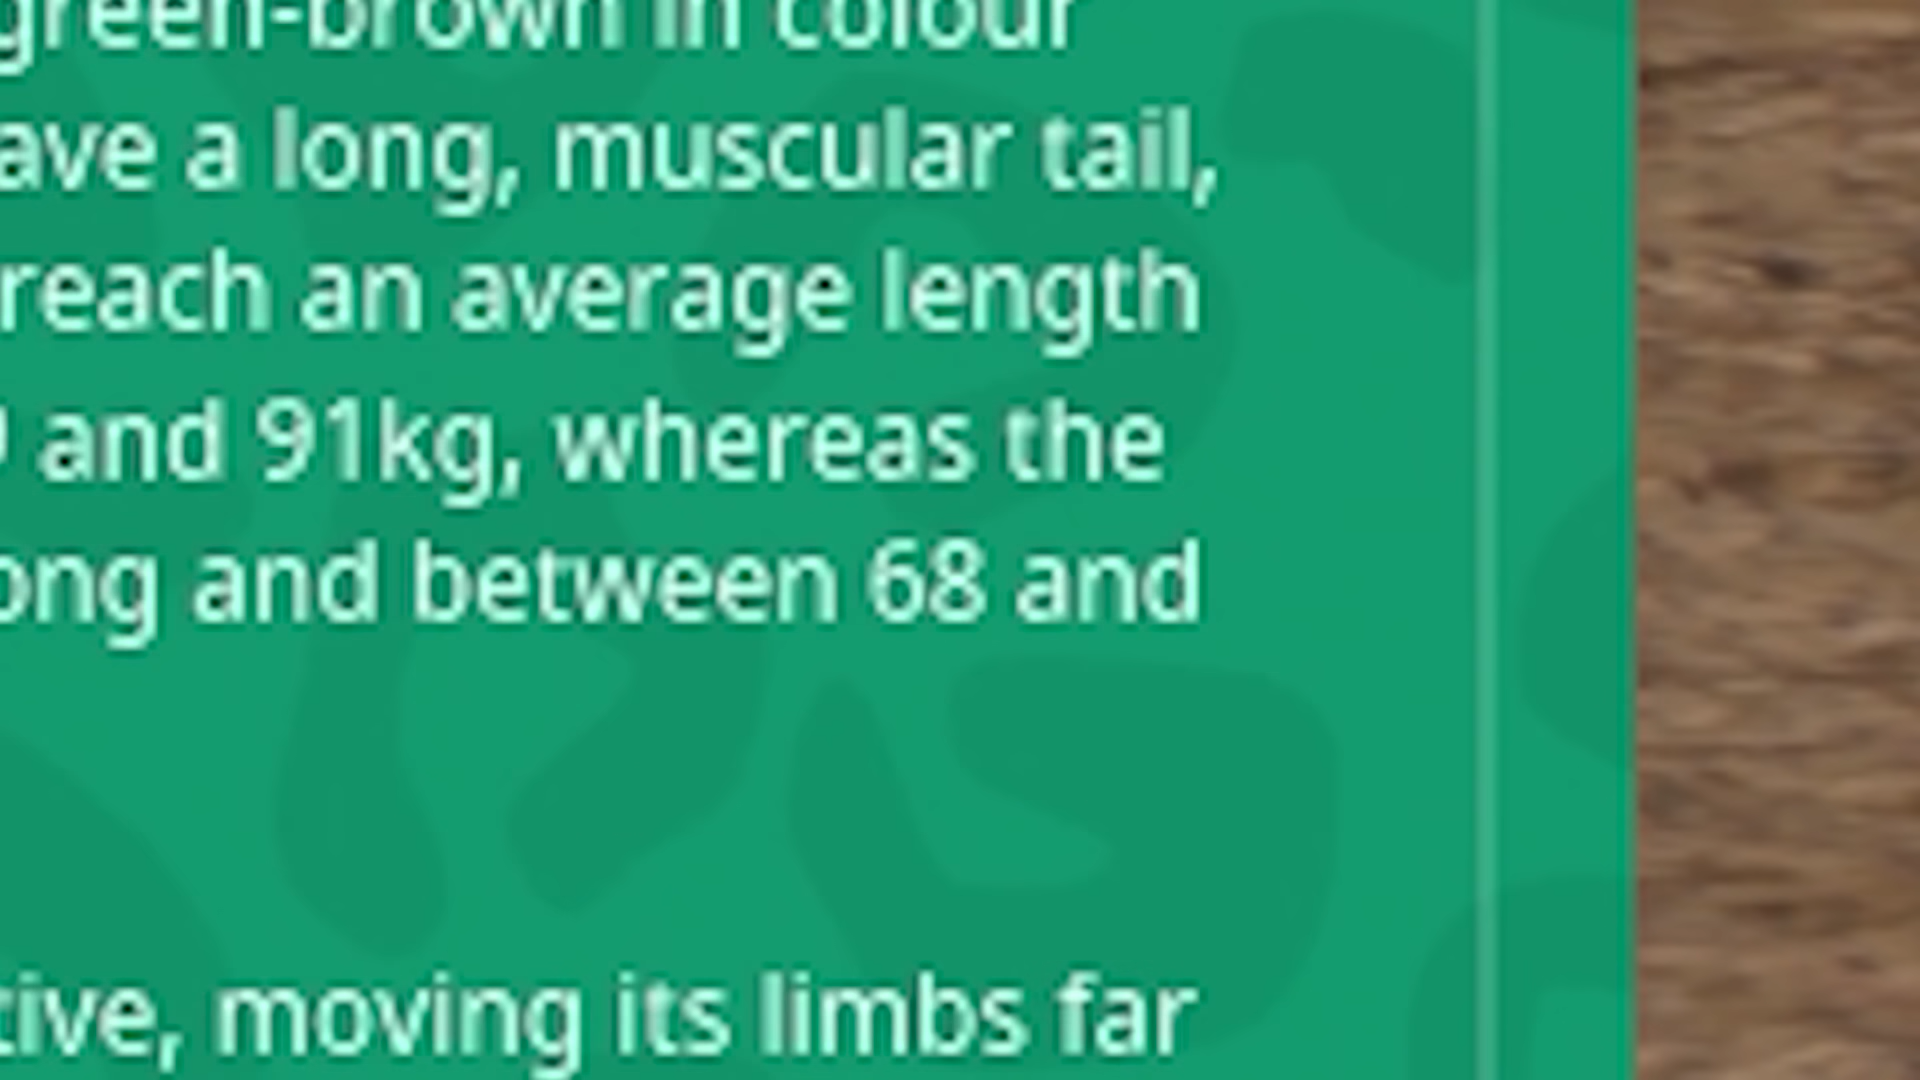 green-brown in colour
ave a long, muscular tail,
reach an average length
and 91kg, whereas the
ong and between 68 and
tive, moving its limbs far